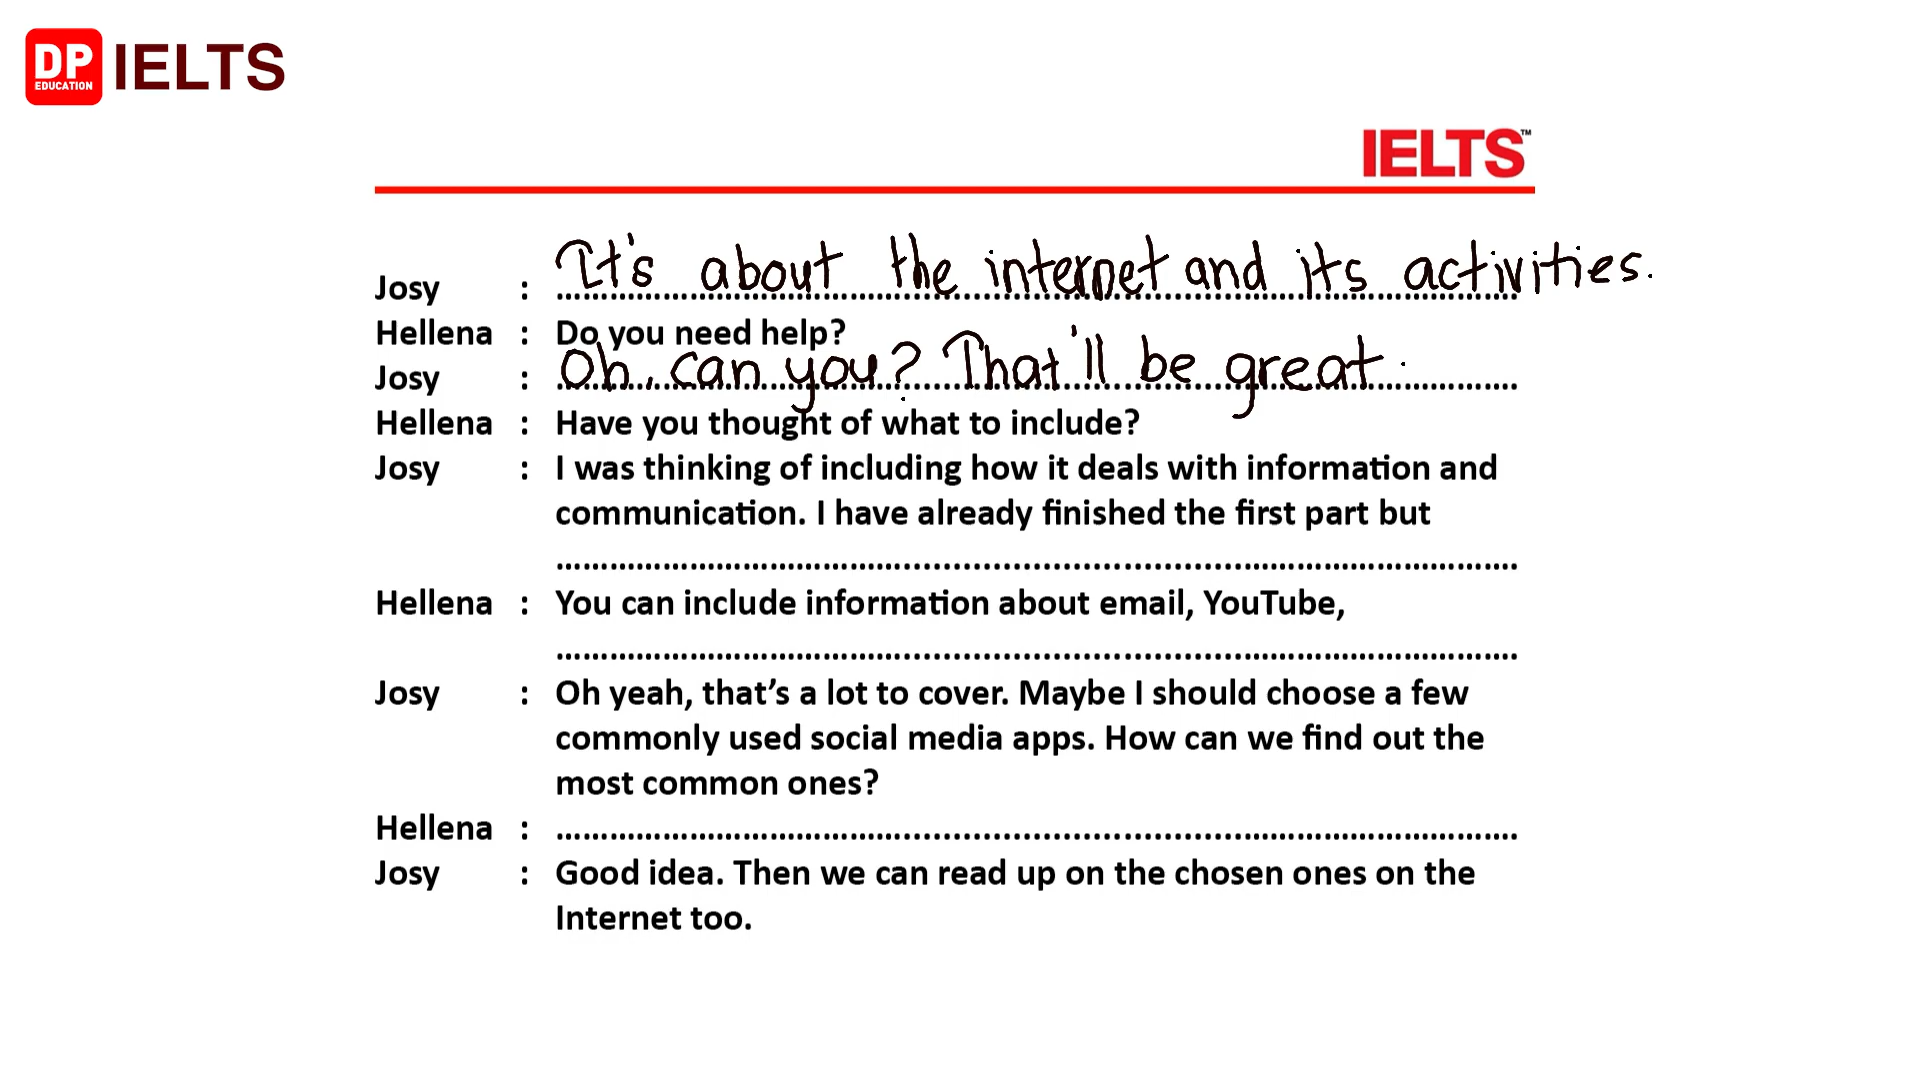 DP
EDUCATION
IELTS
IELTS™
Josy : It's about the internet and its activities.
Hellena : Do you need help?
Josy : Oh, can you? That'll be great.
Hellena : Have you thought of what to include?
Josy : I was thinking of including how it deals with information and
communication. I have already finished the first part but
................................................................
Hellena : You can include information about email, YouTube,
................................................................
Josy : Oh yeah, that’s a lot to cover. Maybe I should choose a few
commonly used social media apps. How can we find out the
most common ones?
Hellena : ................................................................
Josy : Good idea. Then we can read up on the chosen ones on the
Internet too.